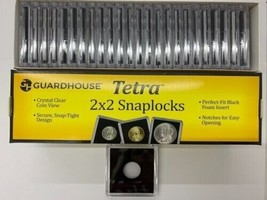 GUARDHOUSE
Tetra™
2x2 Snaplocks
• Crystal Clear
Coin View
• Secure, Snap-Tight
Design
• Perfect-Fit Black
Foam Insert
• Notches for Easy
Opening